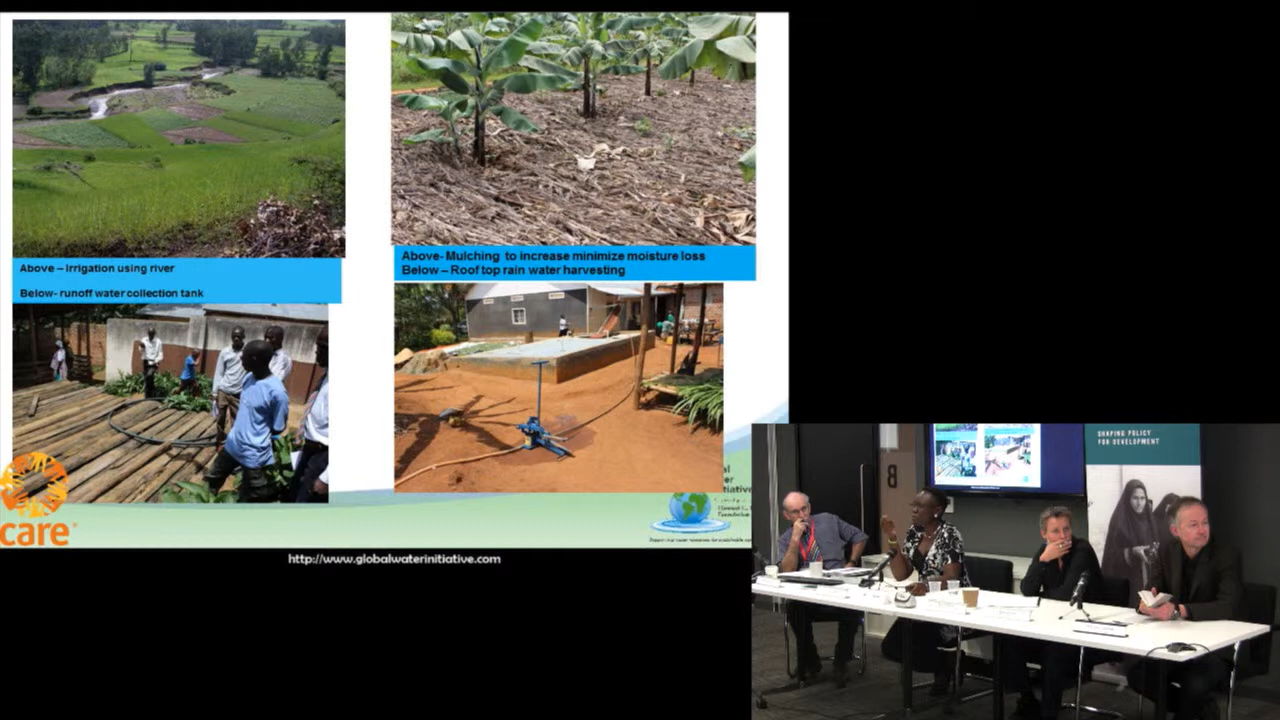 Above – Irrigation using river
Below- runoff water collection tank
Above- Mulching to increase minimize moisture loss
Below – Roof top rain water harvesting
care
http://www.globalwaterinitiative.com
SHAPING POLICY
FOR DEVELOPMENT
8